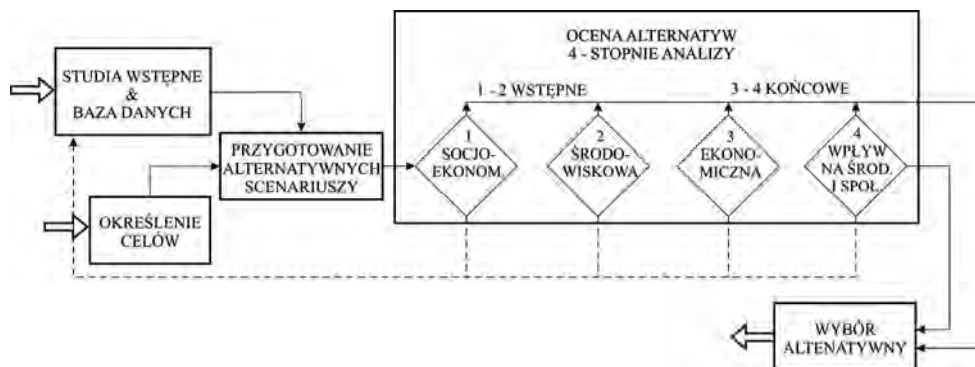 OCENA ALTERNATYW
4 - STOPNIE ANALIZY
STUDIA WSTĘPNE
&
BAZA DANYCH
1 - 2 WSTĘPNE
3 - 4 KOŃCOWE
PRZYGOTOWANIE
ALTERNATYWNYCH
SCENARIUSZY
1
SOCJO-
EKONOM.
2
ŚRODO-
WISKOWA
3
EKONO-
MICZNA
4
WPŁYW
NA ŚROD.
I SPOŁ.
OKREŚLENIE
CELÓW
WYBÓR
ALTENATYWNY